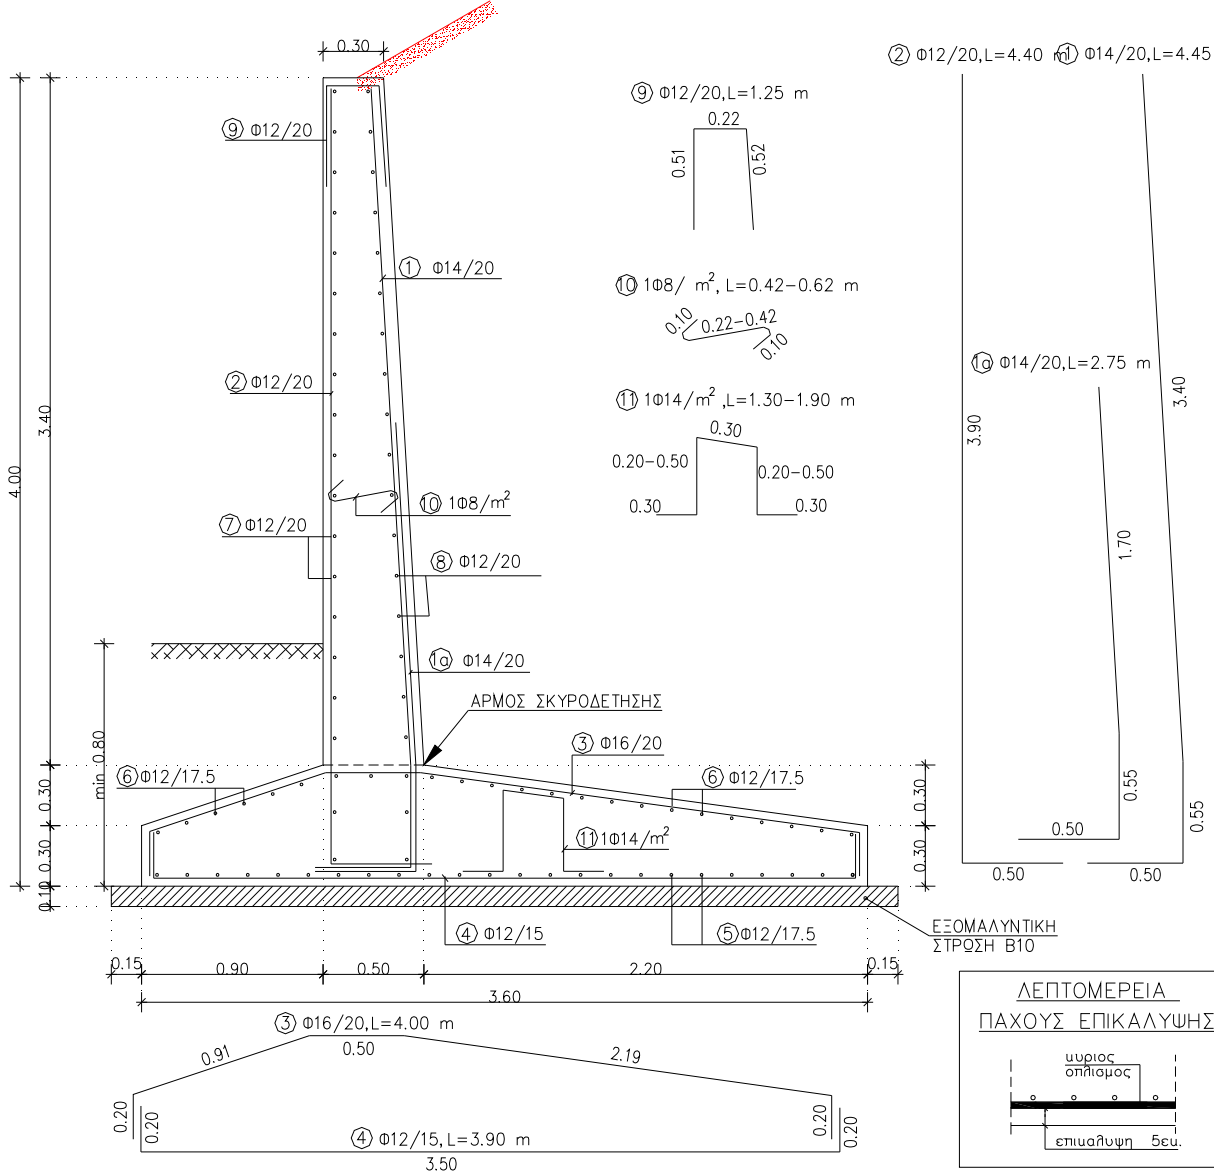 0.30
② Φ12/20,L=4.40 m
① Φ14/20,L=4.45
⑨ Φ12/20,L=1.25 m
0.22
0.51
0.52
⑨ Φ12/20
⑩ 1Φ8/ m², L=0.42-0.62 m
0.10
0.22-0.42
0.10
① Φ14/20
1α Φ14/20,L=2.75 m
② Φ12/20
⑪ 1Φ14/m² ,L=1.30-1.90 m
0.30
0.20-0.50
0.20-0.50
0.30
0.30
3.40
3.90
3.40
4.00
⑩ 1Φ8/m²
⑦ Φ12/20
⑧ Φ12/20
1.70
1α Φ14/20
ΑΡΜΟΣ ΣΚΥΡΟΔΕΤΗΣΗΣ
③ Φ16/20
min 0.80
⑥ Φ12/17.5
⑥ Φ12/17.5
0.30
0.30
0.55
0.55
0.50
⑪ 1Φ14/m²
0.30
0.30
0.50
0.50
0.10
④ Φ12/15
⑤ Φ12/17.5
ΕΞΟΜΑΛΥΝΤΙΚΗ
ΣΤΡΩΣΗ Β10
0.15
0.90
0.50
2.20
0.15
3.60
③ Φ16/20,L=4.00 m
0.91
0.50
2.19
0.20
0.20
0.20
0.20
④ Φ12/15,L=3.90 m
3.50
ΛΕΠΤΟΜΕΡΕΙΑ
ΠΑΧΟΥΣ ΕΠΙΚΑΛΥΨΗΣ
κυριος
οπλισμος
επικαλυψη 5εκ.